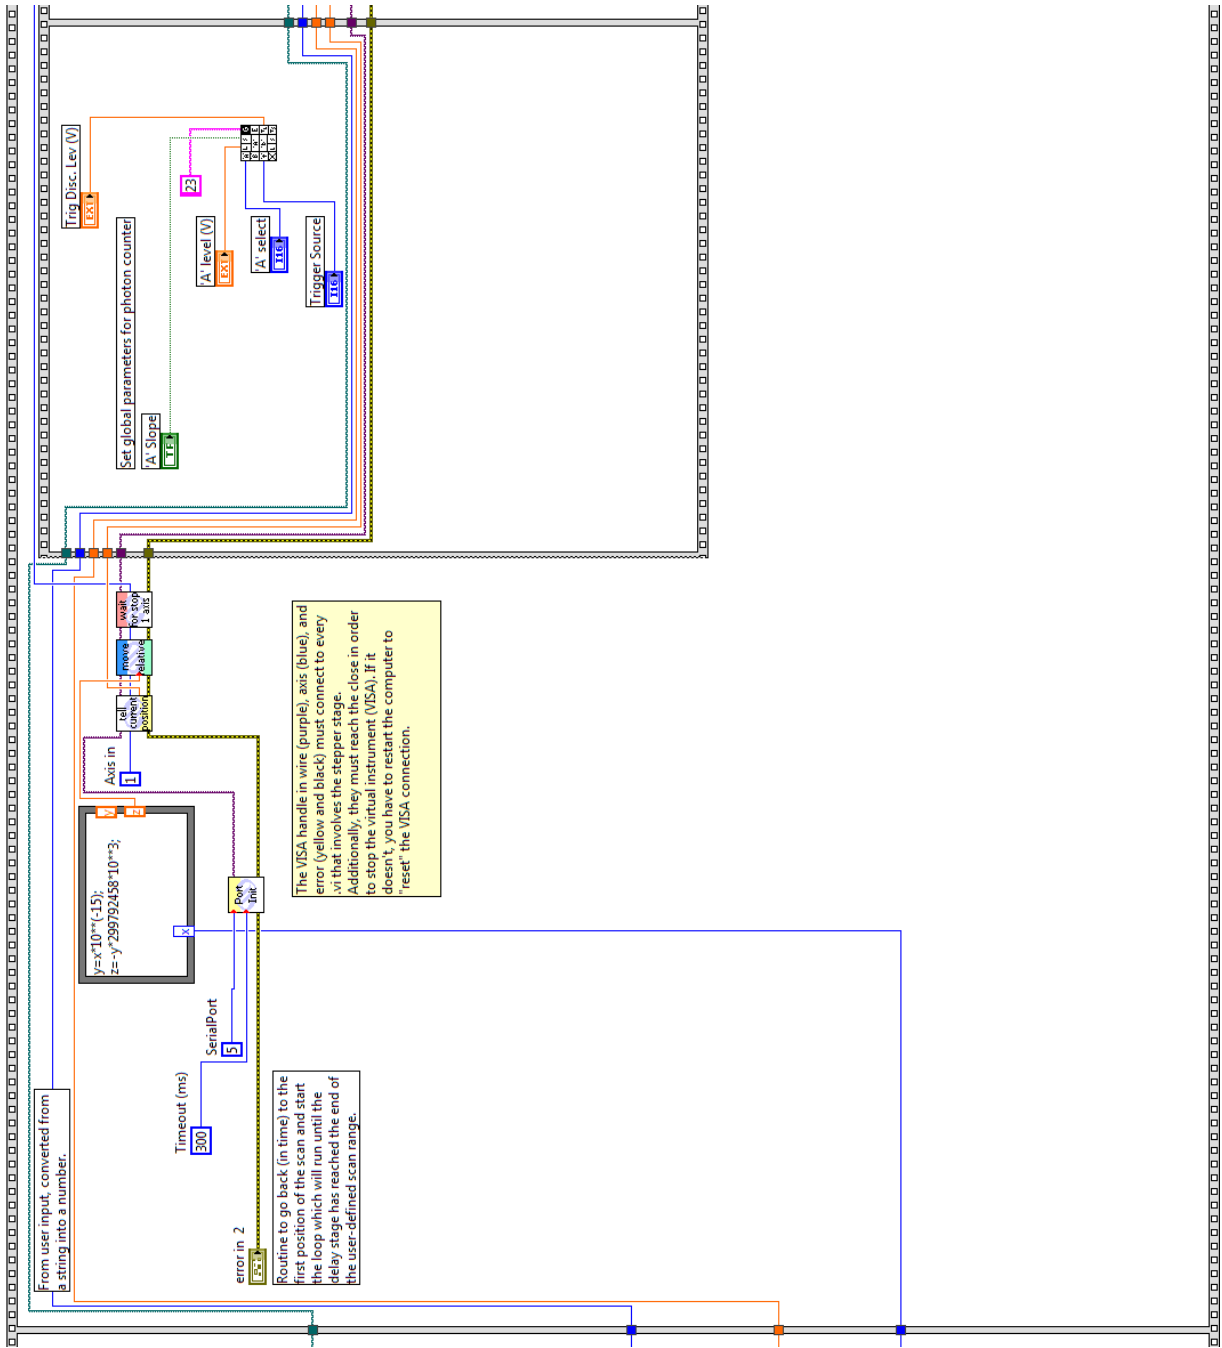 From user input, converted from
a string into a number.
error in 2
Routine to go back (in time) to the
first position of the scan and start
the loop which will run until the
delay stage has reached the end of
the user-defined scan range.
Timeout (ms)
300
SerialPort
5
y=x*10**(-15);
z=-y*299792458*10**3;
x
y
z
Port
Init
Axis in
1
tell
current
position
move
relative
wait
for stop
1 axis
The VISA handle in wire (purple), axis (blue), and
error (yellow and black) must connect to every
.vi that involves the stepper stage.
Additionally, they must reach the close in order
to stop the virtual instrument (VISA). If it
doesn't, you have to restart the computer to
"reset" the VISA connection.
Set global parameters for photon counter
'A' Slope
TF
Trig Disc. Lev (V)
EXT
23
'A' level (V)
EXT
'A' select
I16
Trigger Source
I16